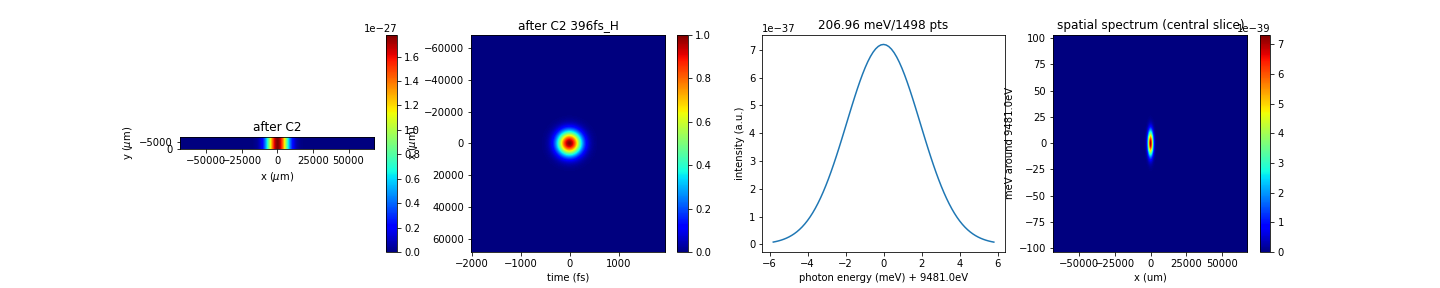 after C2
y (μm)
−5000
0
−50000 −25000 0 25000 50000
x (μm)
1e−27
1.6
1.4
1.2
1.0
0.8
0.6
0.4
0.2
0.0
after C2 396fs_H
−60000
−40000
−20000
0
20000
40000
60000
−2000 −1000 0 1000
time (fs)
1.0
0.8
0.6
0.4
0.2
0.0
206.96 meV/1498 pts
1e−37
intensity (a.u.)
7
6
5
4
3
2
1
0
−6 −4 −2 0 2 4 6
photon energy (meV) + 9481.0eV
spatial spectrum (central slice)
1e−39
meV around 9481.0eV
100
75
50
25
0
−25
−50
−75
−100
−50000 −25000 0 25000 50000
x (um)
7
6
5
4
3
2
1
0